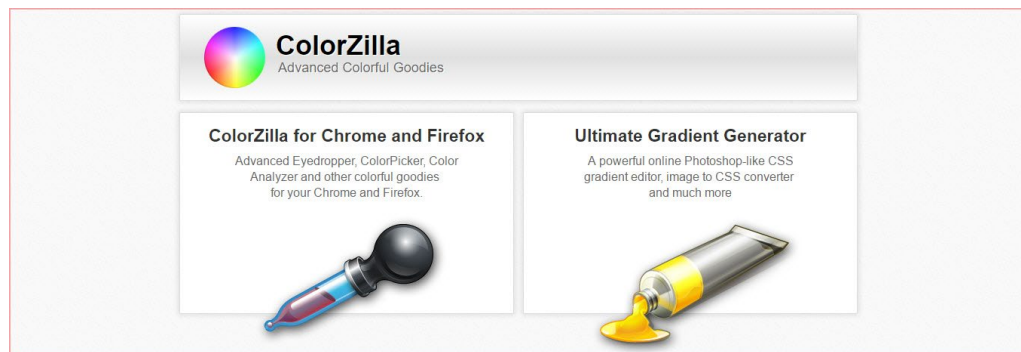 ColorZilla
Advanced Colorful Goodies
ColorZilla for Chrome and Firefox
Advanced Eyedropper, ColorPicker, Color
Analyzer and other colorful goodies
for your Chrome and Firefox.
Ultimate Gradient Generator
A powerful online Photoshop-like CSS
gradient editor, image to CSS converter
and much more